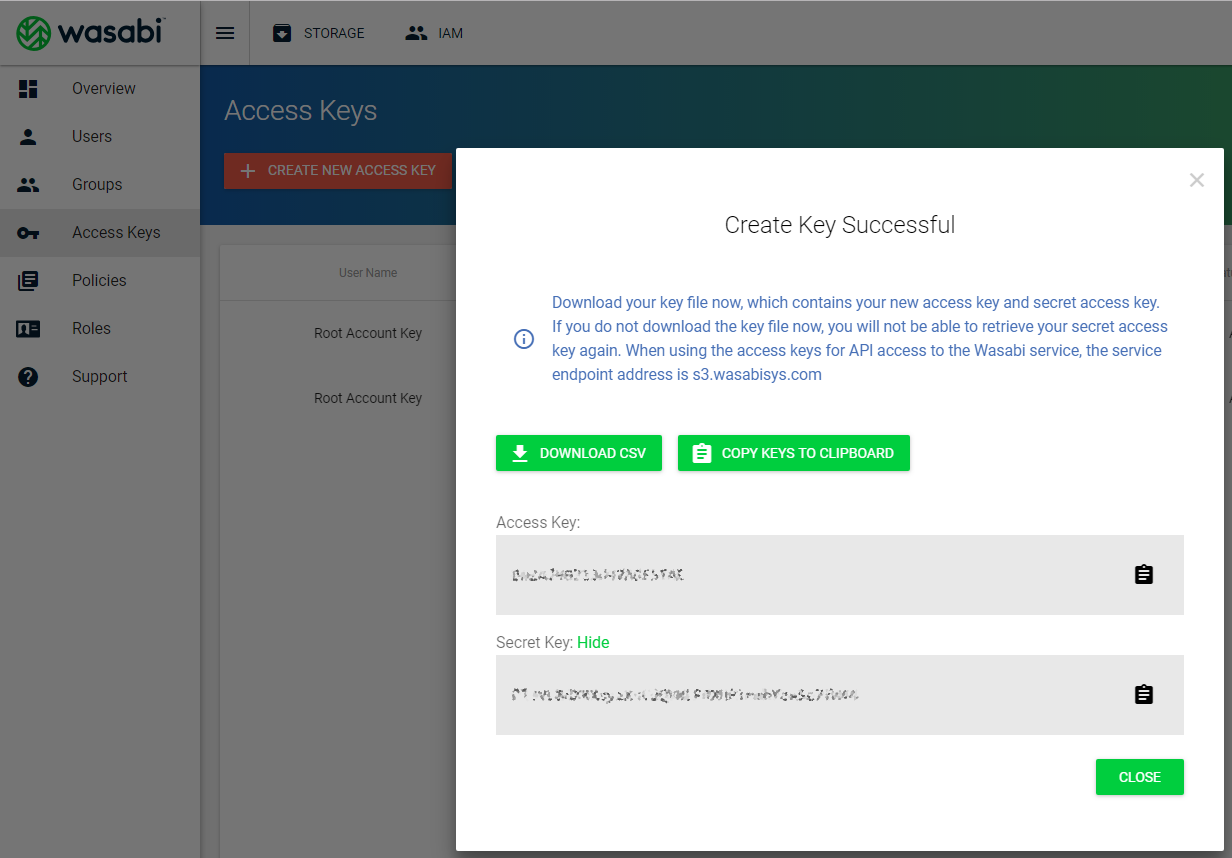 wasabi
STORAGE
IAM
Overview
Users
Groups
Access Keys
Policies
Roles
Support
Access Keys
CREATE NEW ACCESS KEY
User Name
Root Account Key
Root Account Key
Create Key Successful
Download your key file now, which contains your new access key and secret access key.
If you do not download the key file now, you will not be able to retrieve your secret access
key again. When using the access keys for API access to the Wasabi service, the service
endpoint address is s3.wasabisys.com
DOWNLOAD CSV
COPY KEYS TO CLIPBOARD
Access Key:
Secret Key: Hide
CLOSE